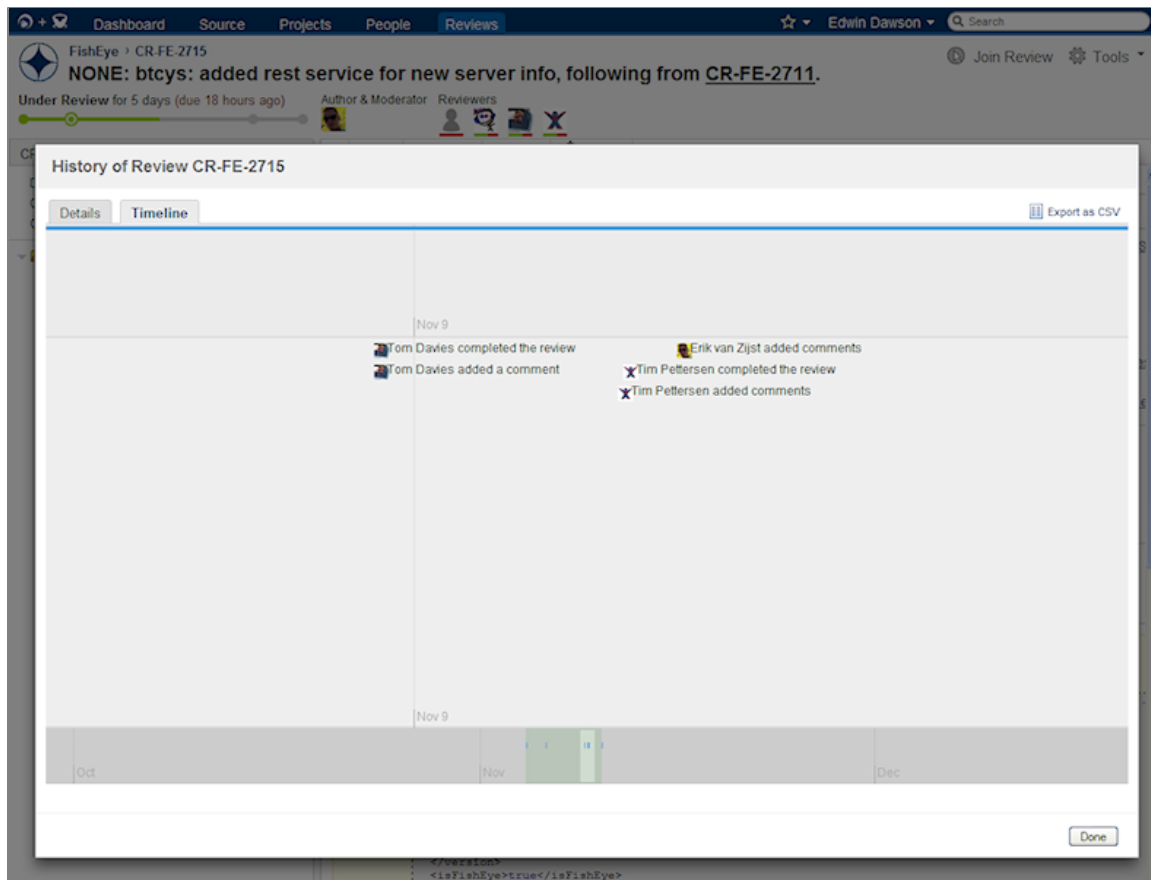 Dashboard Source Projects People Reviews Edwin Dawson Search
FishEye › CR-FE-2715
NONE: btcys: added rest service for new server info, following from CR-FE-2711.
Join Review Tools
Under Review for 5 days (due 18 hours ago) Author & Moderator Reviewers
History of Review CR-FE-2715
Details Timeline Export as CSV
Nov 9
Tom Davies completed the review Erik van Zijst added comments
Tom Davies added a comment Tim Pettersen completed the review
Tim Pettersen added comments
Nov 9
Oct Nov Dec
Done
</version>
<isFishEye>true</isFishEye>